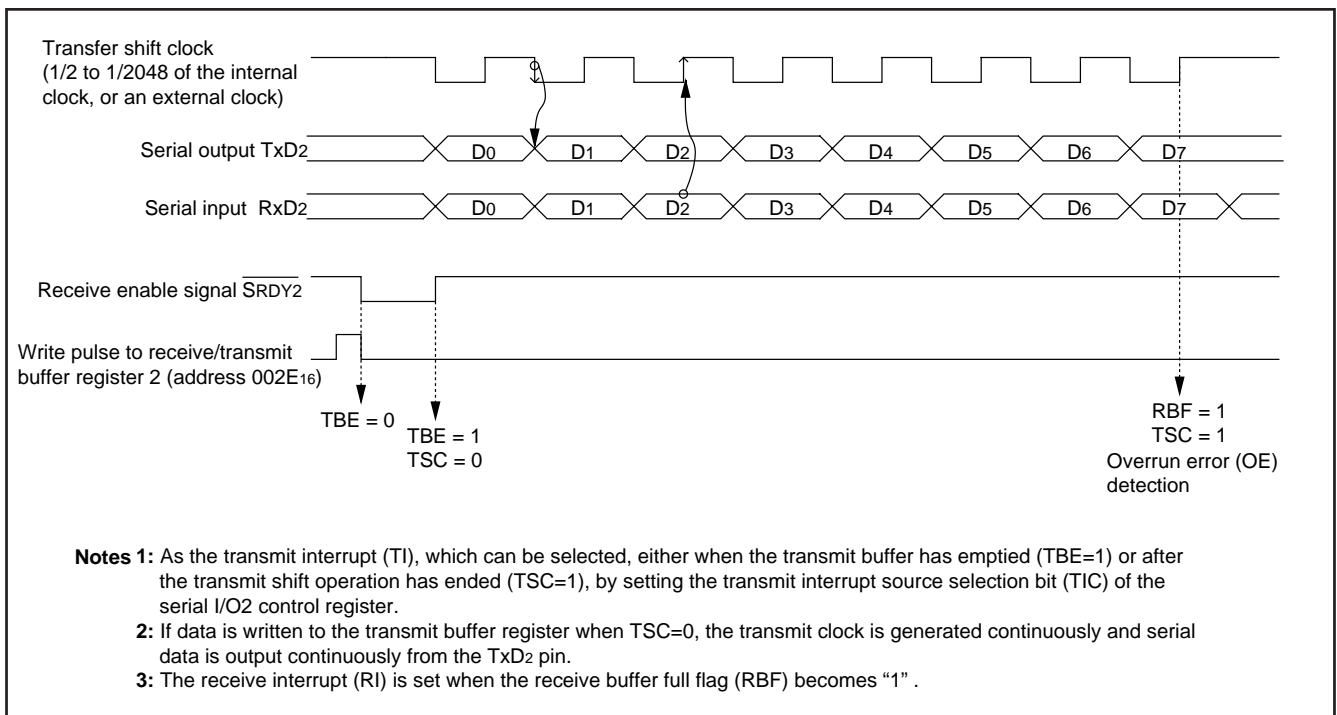 Transfer shift clock
(1/2 to 1/2048 of the internal
clock, or an external clock)
Serial output TxD2
D0 D1 D2 D3 D4 D5 D6 D7
Serial input RxD2
D0 D1 D2 D3 D4 D5 D6 D7
Receive enable signal SRDY2
Write pulse to receive/transmit
buffer register 2 (address 002E16)
TBE = 0
TBE = 1
TSC = 0
RBF = 1
TSC = 1
Overrun error (OE)
detection
Notes 1: As the transmit interrupt (TI), which can be selected, either when the transmit buffer has emptied (TBE=1) or after
the transmit shift operation has ended (TSC=1), by setting the transmit interrupt source selection bit (TIC) of the
serial I/O2 control register.
2: If data is written to the transmit buffer register when TSC=0, the transmit clock is generated continuously and serial
data is output continuously from the TxD2 pin.
3: The receive interrupt (RI) is set when the receive buffer full flag (RBF) becomes “1” .